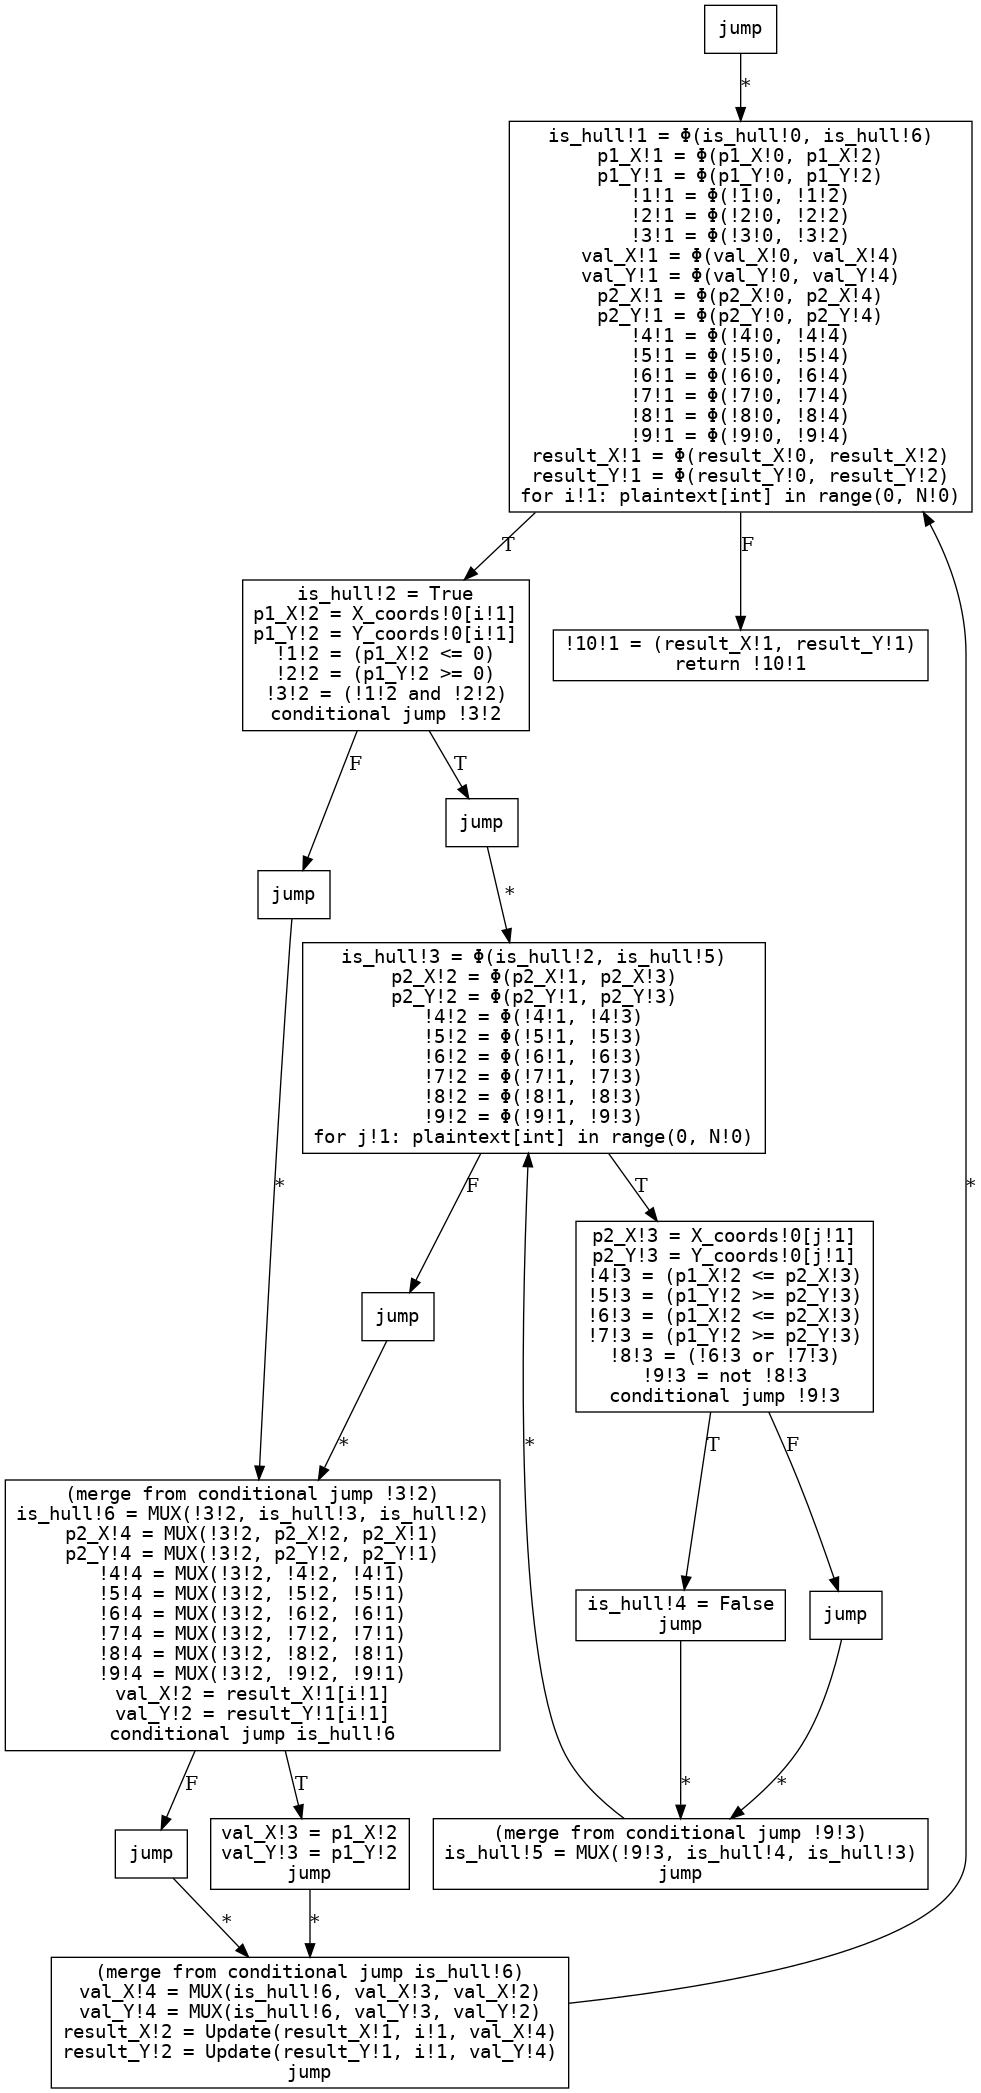 jump
*
is_hull!1 = Φ(is_hull!0, is_hull!6)
p1_X!1 = Φ(p1_X!0, p1_X!2)
p1_Y!1 = Φ(p1_Y!0, p1_Y!2)
!1!1 = Φ(!1!0, !1!2)
!2!1 = Φ(!2!0, !2!2)
!3!1 = Φ(!3!0, !3!2)
val_X!1 = Φ(val_X!0, val_X!4)
val_Y!1 = Φ(val_Y!0, val_Y!4)
p2_X!1 = Φ(p2_X!0, p2_X!4)
p2_Y!1 = Φ(p2_Y!0, p2_Y!4)
!4!1 = Φ(!4!0, !4!4)
!5!1 = Φ(!5!0, !5!4)
!6!1 = Φ(!6!0, !6!4)
!7!1 = Φ(!7!0, !7!4)
!8!1 = Φ(!8!0, !8!4)
!9!1 = Φ(!9!0, !9!4)
result_X!1 = Φ(result_X!0, result_X!2)
result_Y!1 = Φ(result_Y!0, result_Y!2)
for i!1: plaintext[int] in range(0, N!0)
T
F
is_hull!2 = True
p1_X!2 = X_coords!0[i!1]
p1_Y!2 = Y_coords!0[i!1]
!1!2 = (p1_X!2 <= 0)
!2!2 = (p1_Y!2 >= 0)
!3!2 = (!1!2 and !2!2)
conditional jump !3!2
!10!1 = (result_X!1, result_Y!1)
return !10!1
F
T
jump
jump
*
is_hull!3 = Φ(is_hull!2, is_hull!5)
p2_X!2 = Φ(p2_X!1, p2_X!3)
p2_Y!2 = Φ(p2_Y!1, p2_Y!3)
!4!2 = Φ(!4!1, !4!3)
!5!2 = Φ(!5!1, !5!3)
!6!2 = Φ(!6!1, !6!3)
!7!2 = Φ(!7!1, !7!3)
!8!2 = Φ(!8!1, !8!3)
!9!2 = Φ(!9!1, !9!3)
for j!1: plaintext[int] in range(0, N!0)
*
F
T
*
p2_X!3 = X_coords!0[j!1]
p2_Y!3 = Y_coords!0[j!1]
!4!3 = (p1_X!2 <= p2_X!3)
!5!3 = (p1_Y!2 >= p2_Y!3)
!6!3 = (p1_X!2 <= p2_X!3)
!7!3 = (p1_Y!2 >= p2_Y!3)
!8!3 = (!6!3 or !7!3)
!9!3 = not !8!3
conditional jump !9!3
jump
*
*
T
F
(merge from conditional jump !3!2)
is_hull!6 = MUX(!3!2, is_hull!3, is_hull!2)
p2_X!4 = MUX(!3!2, p2_X!2, p2_X!1)
p2_Y!4 = MUX(!3!2, p2_Y!2, p2_Y!1)
!4!4 = MUX(!3!2, !4!2, !4!1)
!5!4 = MUX(!3!2, !5!2, !5!1)
!6!4 = MUX(!3!2, !6!2, !6!1)
!7!4 = MUX(!3!2, !7!2, !7!1)
!8!4 = MUX(!3!2, !8!2, !8!1)
!9!4 = MUX(!3!2, !9!2, !9!1)
val_X!2 = result_X!1[i!1]
val_Y!2 = result_Y!1[i!1]
conditional jump is_hull!6
is_hull!4 = False
jump
jump
F
T
*
*
jump
val_X!3 = p1_X!2
val_Y!3 = p1_Y!2
jump
(merge from conditional jump !9!3)
is_hull!5 = MUX(!9!3, is_hull!4, is_hull!3)
jump
*
*
(merge from conditional jump is_hull!6)
val_X!4 = MUX(is_hull!6, val_X!3, val_X!2)
val_Y!4 = MUX(is_hull!6, val_Y!3, val_Y!2)
result_X!2 = Update(result_X!1, i!1, val_X!4)
result_Y!2 = Update(result_Y!1, i!1, val_Y!4)
jump